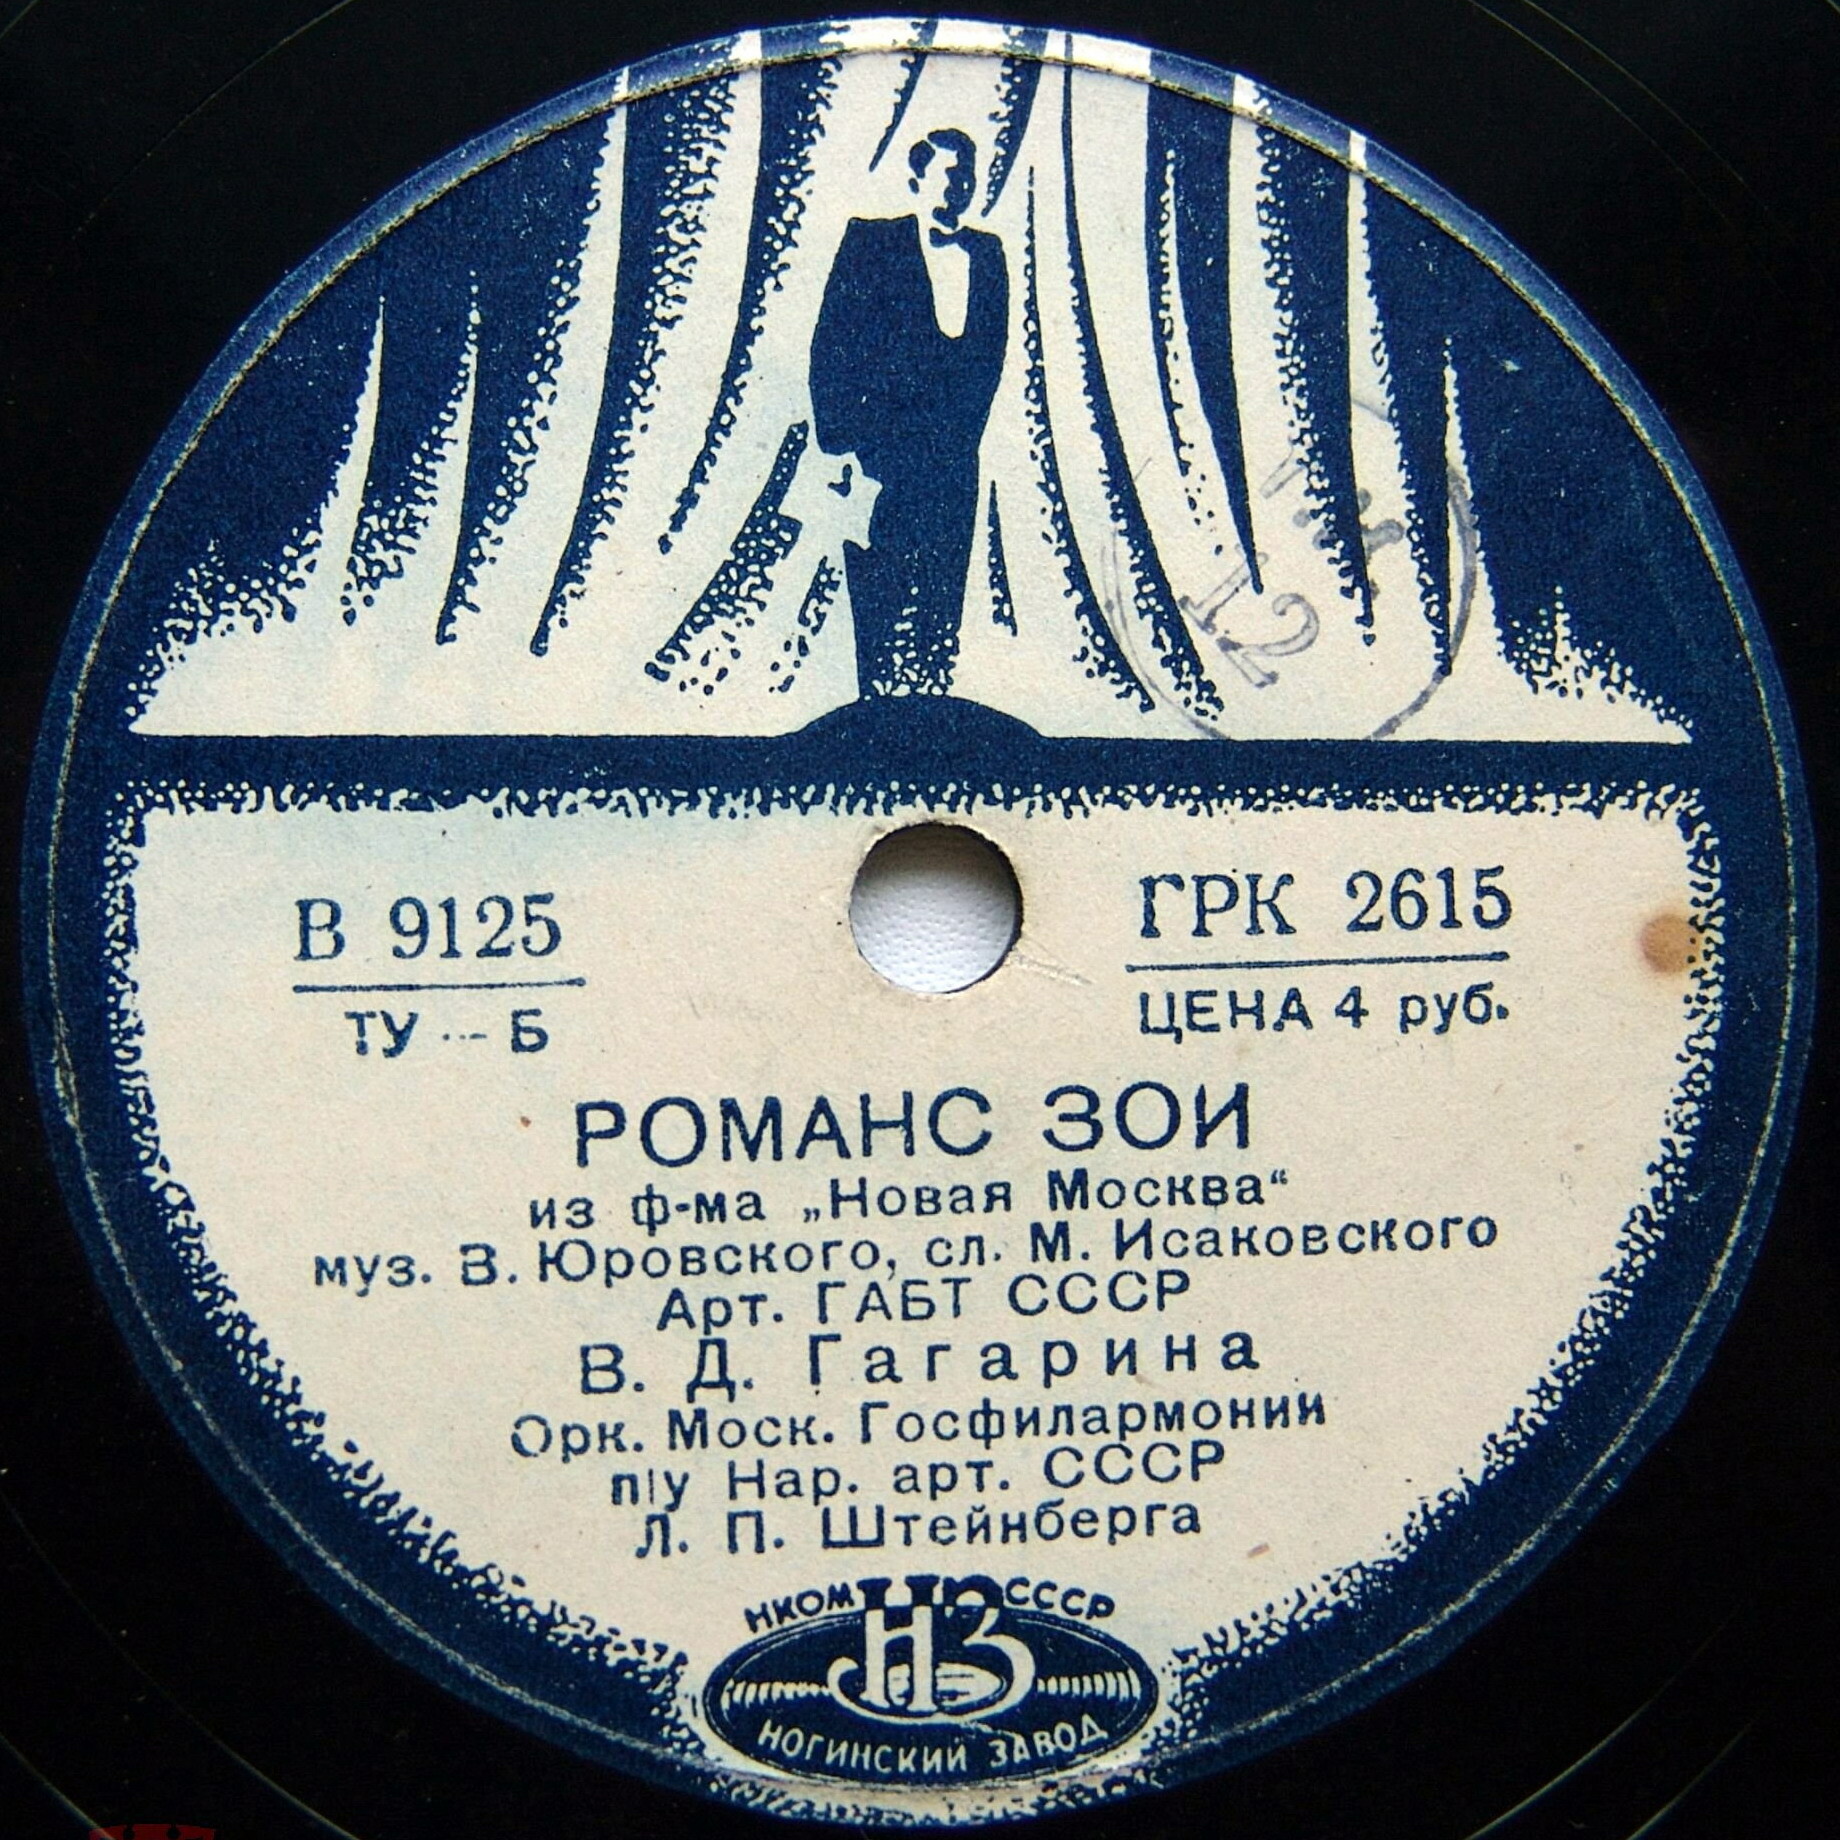 12
В 9125
ГРК 2615
ТУ — Б
ЦЕНА 4 руб.
РОМАНС ЗОИ
из ф-ма „Новая Москва“
муз. В. Юровского, сл. М. Исаковского
Арт. ГАБТ СССР
В. Д. Гагарина
Орк. Моск. Госфилармонии
п/у Нар. арт. СССР
Л. П. Штейнберга
НКОМ СССР
НЗ
НОГИНСКИЙ ЗАВОД